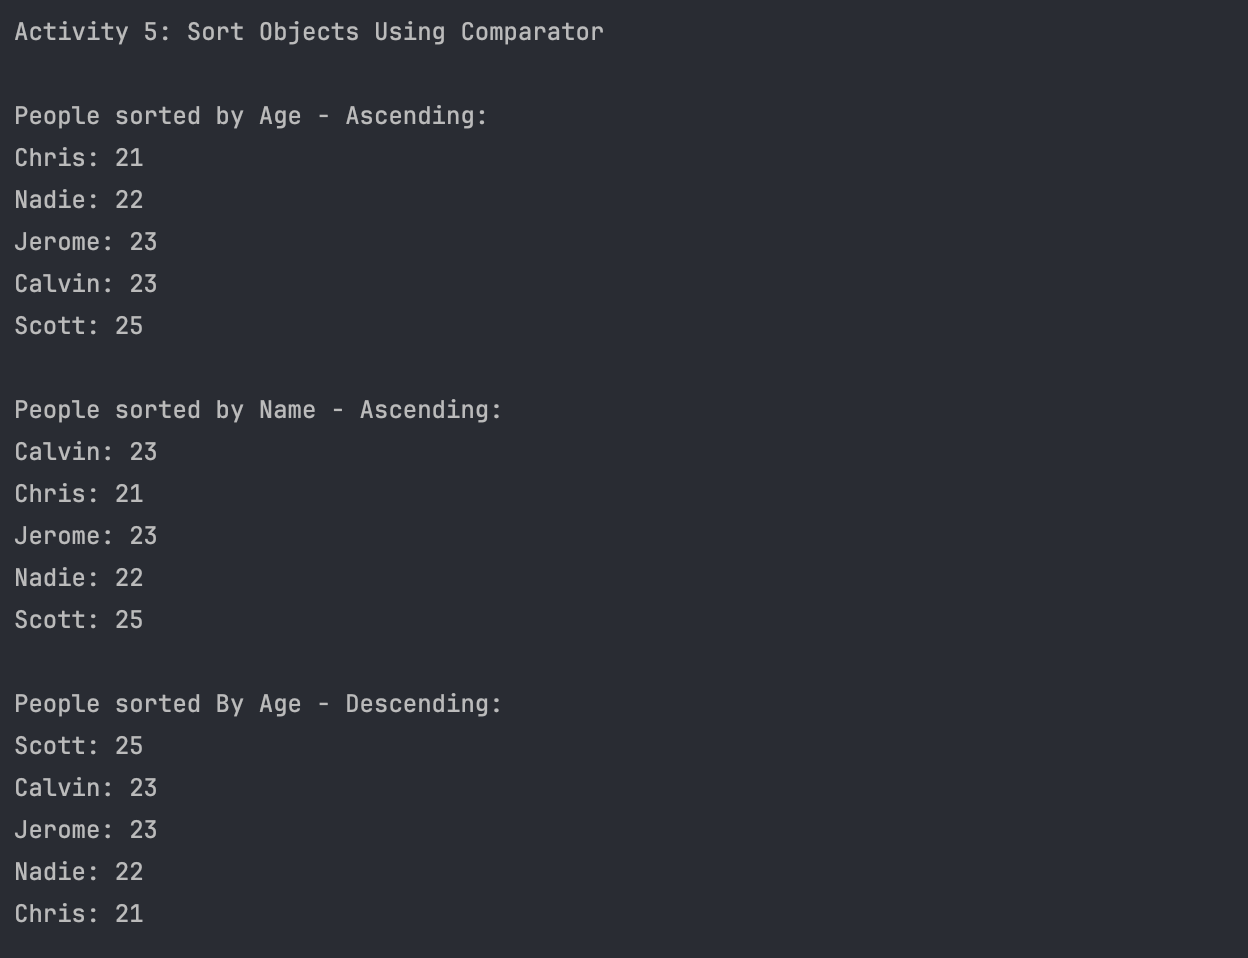 Activity 5: Sort Objects Using Comparator
People sorted by Age - Ascending:
Chris: 21
Nadie: 22
Jerome: 23
Calvin: 23
Scott: 25
People sorted by Name - Ascending:
Calvin: 23
Chris: 21
Jerome: 23
Nadie: 22
Scott: 25
People sorted By Age - Descending:
Scott: 25
Calvin: 23
Jerome: 23
Nadie: 22
Chris: 21